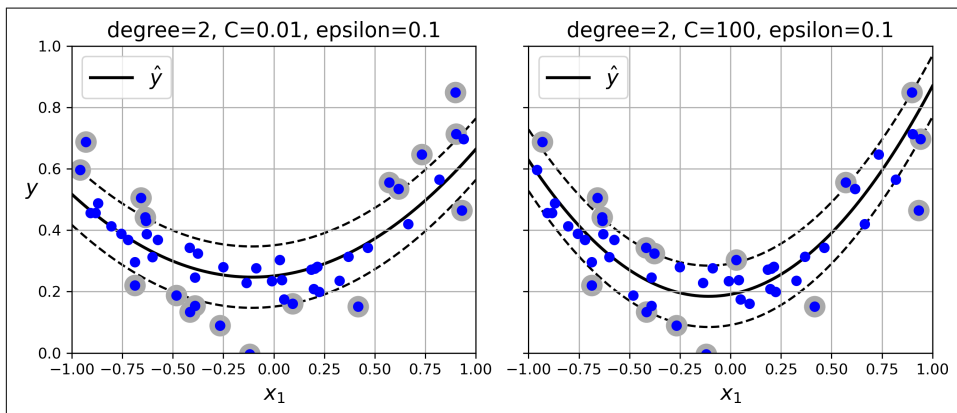 degree=2, C=0.01, epsilon=0.1
ŷ
y
1.0
0.8
0.6
0.4
0.2
0.0
−1.00 −0.75 −0.50 −0.25 0.00 0.25 0.50 0.75 1.00
x₁
degree=2, C=100, epsilon=0.1
ŷ
−1.00 −0.75 −0.50 −0.25 0.00 0.25 0.50 0.75 1.00
x₁